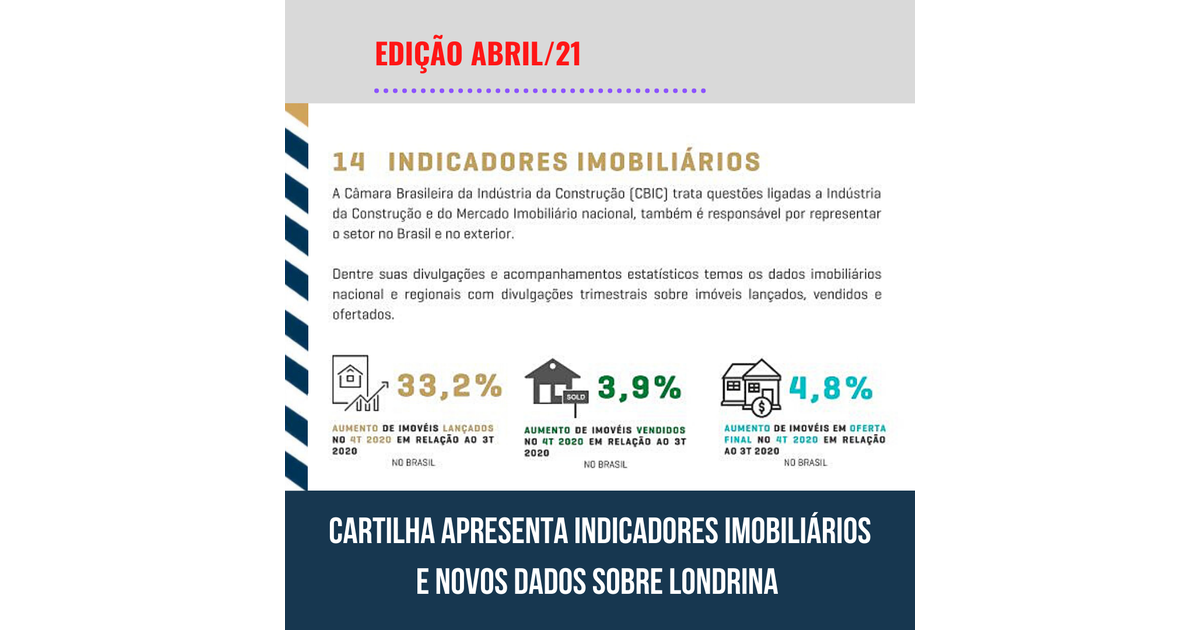 EDIÇÃO ABRIL/21
14 INDICADORES IMOBILIÁRIOS
A Câmara Brasileira da Indústria da Construção (CBIC) trata questões ligadas a Indústria
da Construção e do Mercado Imobiliário nacional, também é responsável por representar
o setor no Brasil e no exterior.
Dentre suas divulgações e acompanhamentos estatísticos temos os dados imobiliários
nacional e regionais com divulgações trimestrais sobre imóveis lançados, vendidos e
ofertados.
33,2%
AUMENTO DE IMOVÉIS LANÇADOS
NO 4T 2020 EM RELAÇÃO AO 3T
2020
NO BRASIL
SOLD
3,9%
AUMENTO DE IMOVÉIS VENDIDOS
NO 4T 2020 EM RELAÇÃO AO 3T
2020
NO BRASIL
$
4,8%
AUMENTO DE IMOVÉIS EM OFERTA
FINAL NO 4T 2020 EM RELAÇÃO
AO 3T 2020
NO BRASIL
CARTILHA APRESENTA INDICADORES IMOBILIÁRIOS
E NOVOS DADOS SOBRE LONDRINA